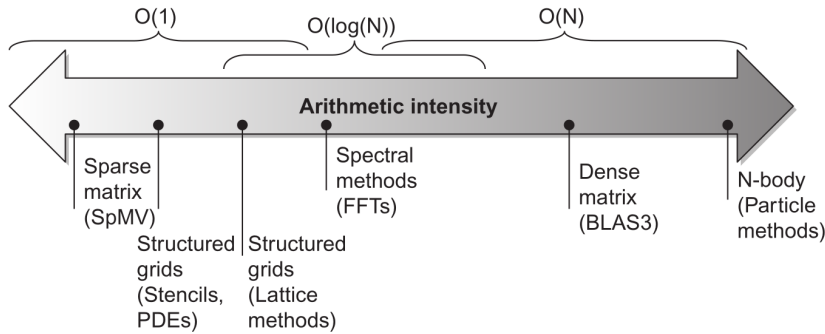 O(1)
O(log(N))
O(N)
Arithmetic intensity
Sparse
matrix
(SpMV)
Structured
grids
(Stencils,
PDEs)
Structured
grids
(Lattice
methods)
Spectral
methods
(FFTs)
Dense
matrix
(BLAS3)
N-body
(Particle
methods)